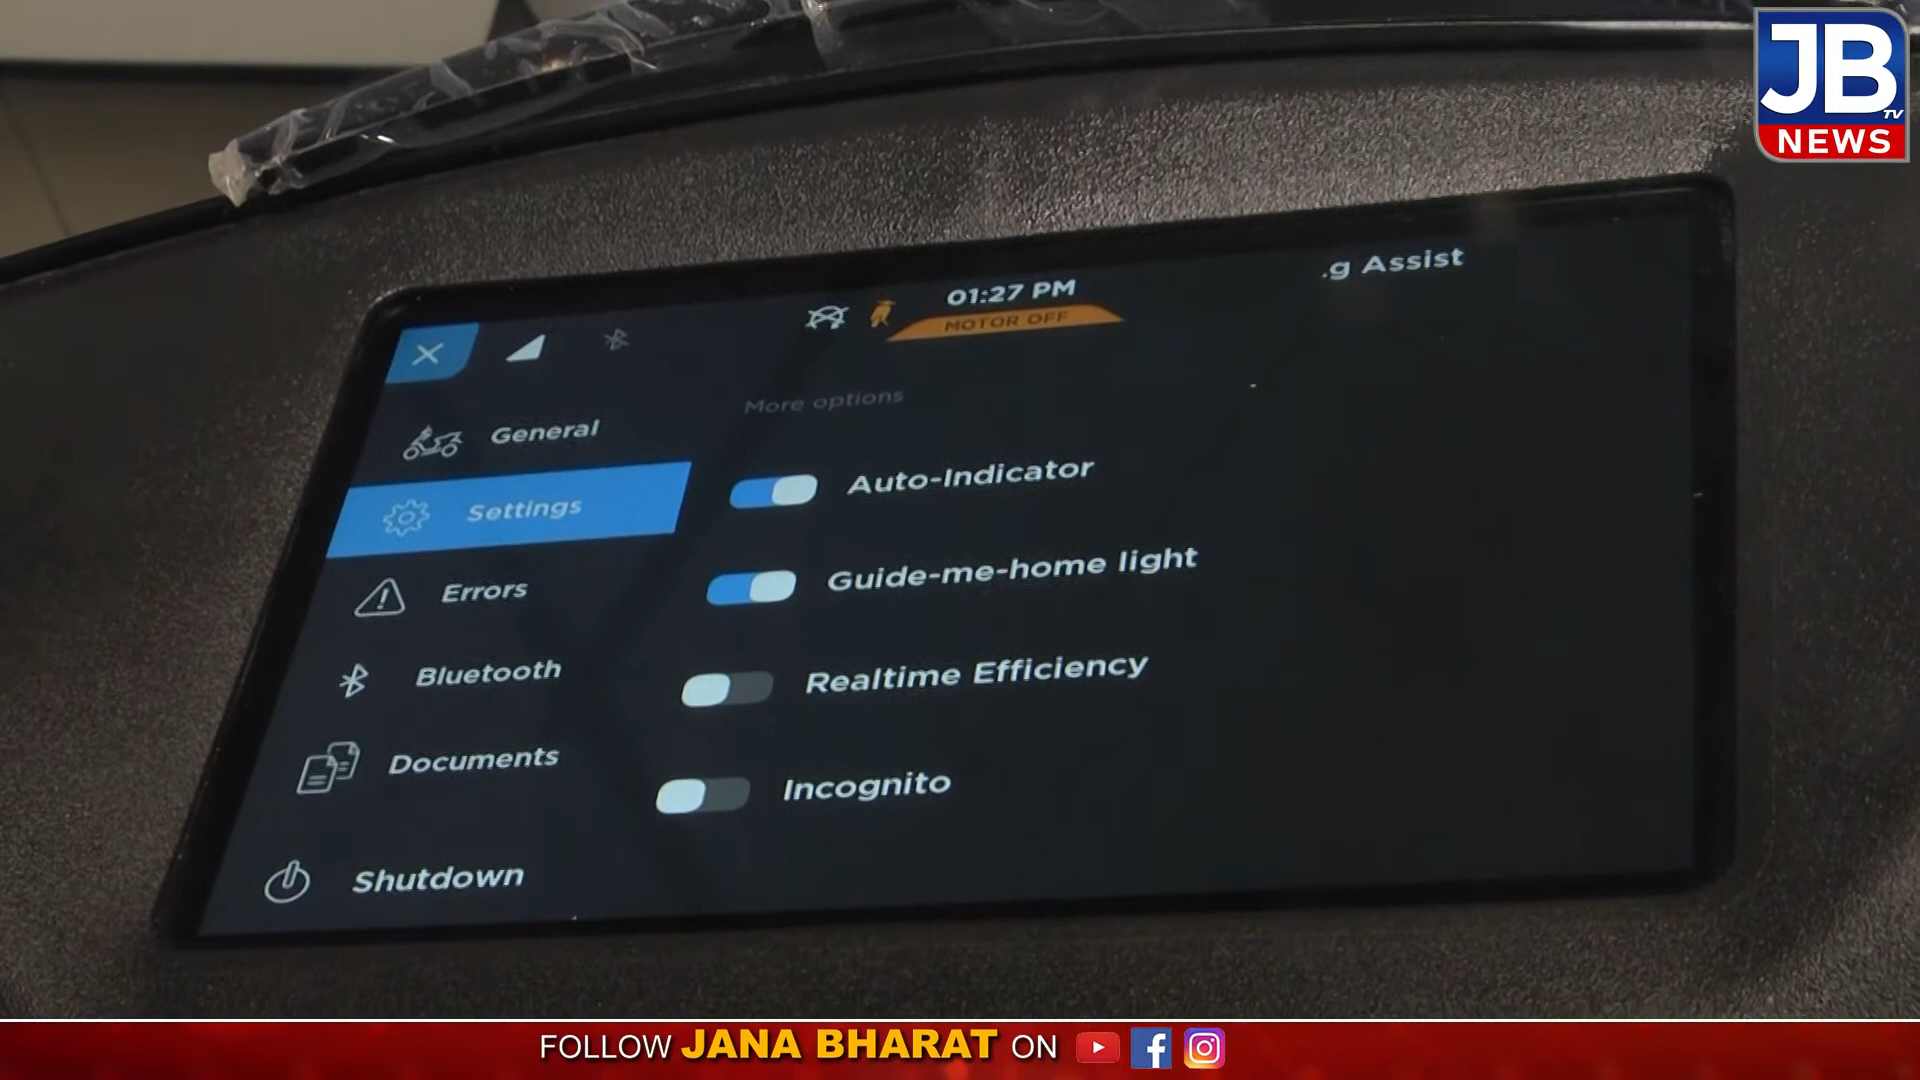 JB
TV
NEWS
.g Assist
01:27 PM
MOTOR OFF
More options
General
Auto-Indicator
Settings
Guide-me-home light
Errors
Realtime Efficiency
Bluetooth
Incognito
Documents
Shutdown
FOLLOW JANA BHARAT ON